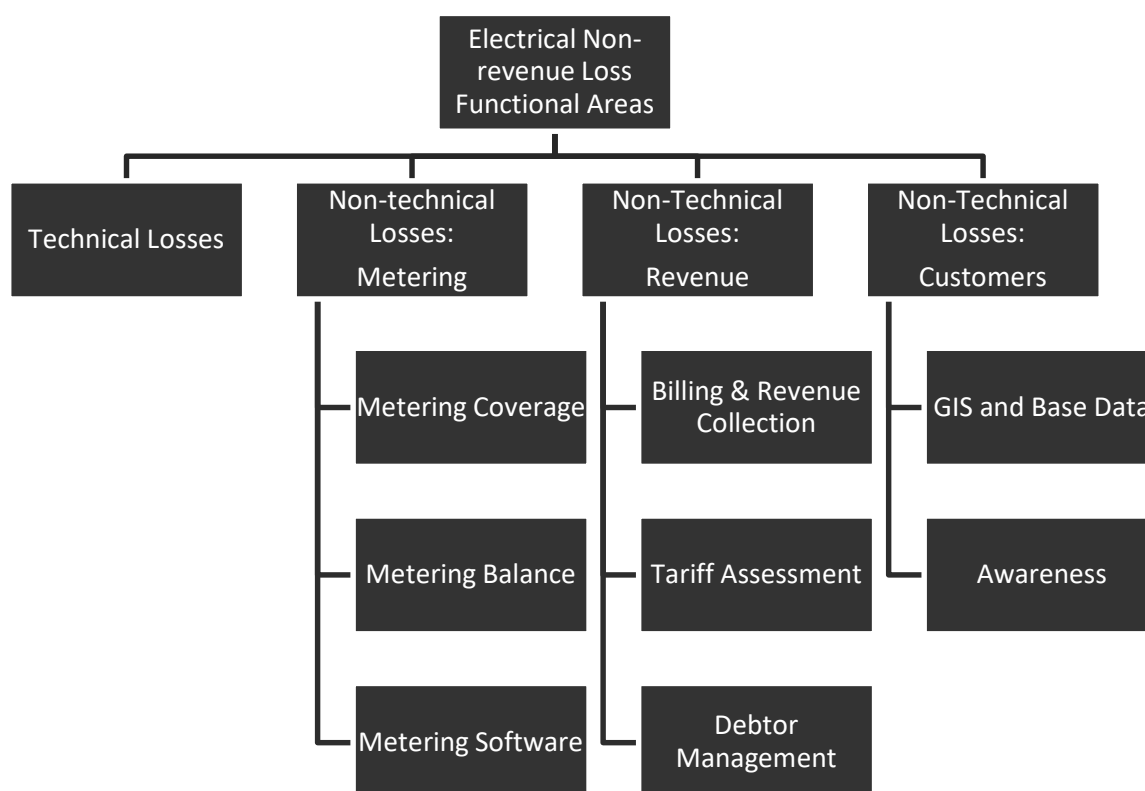 Electrical Non-
revenue Loss
Functional Areas
Technical Losses
Non-technical
Losses:
Metering
Non-Technical
Losses:
Revenue
Non-Technical
Losses:
Customers
Metering Coverage
Billing & Revenue
Collection
GIS and Base Data
Metering Balance
Tariff Assessment
Awareness
Metering Software
Debtor
Management